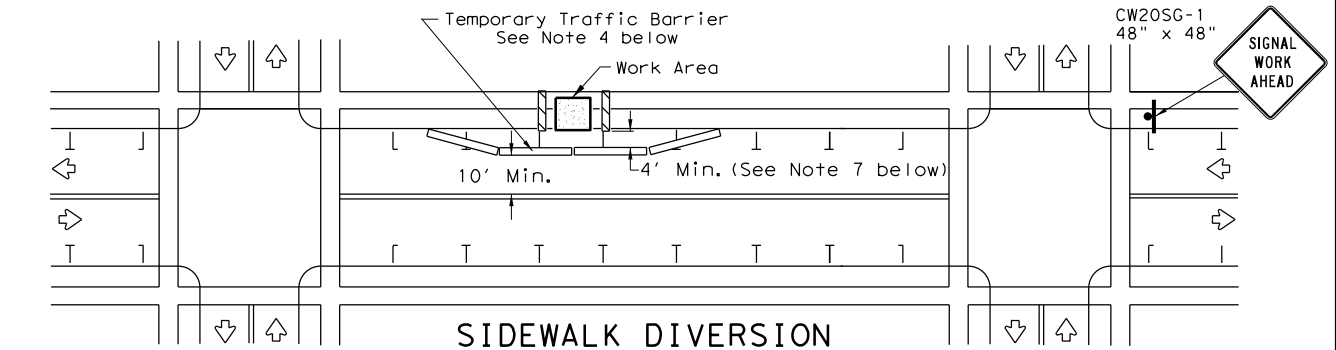 Temporary Traffic Barrier
See Note 4 below
Work Area
CW20SG-1
48" x 48"
SIGNAL
WORK
AHEAD
10' Min.
4' Min. (See Note 7 below)
SIDEWALK DIVERSION